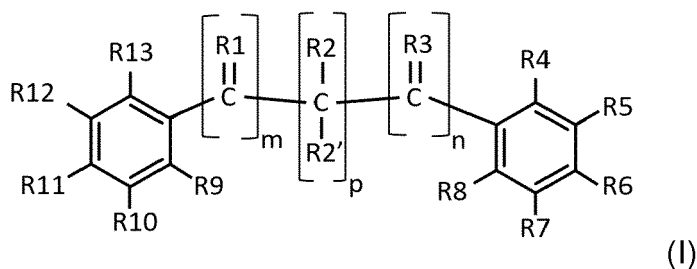 R1 R2 R3
R13 R4
R12 C C C R5
m R2' n
R11 R9 p R8 R6
R10 R7
(I)